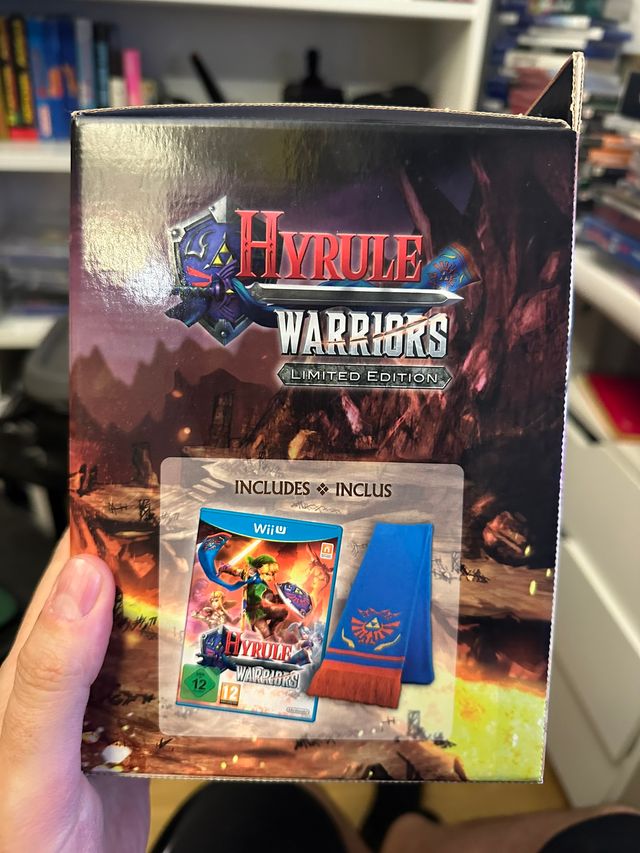 HYRULE
WARRIORS
LIMITED EDITION
INCLUDES ❖ INCLUS
Wii U
HYRULE
WARRIORS
12
12